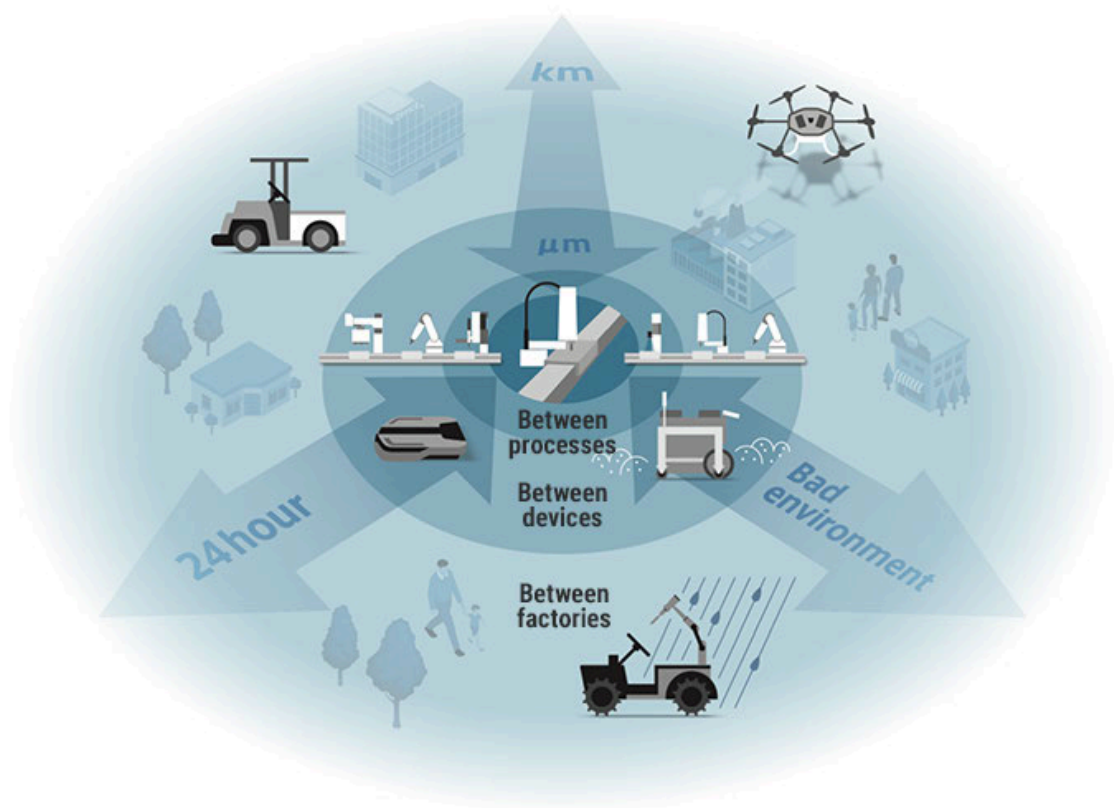 km
μm
Between
processes
Between
devices
24hour
Bad
environment
Between
factories